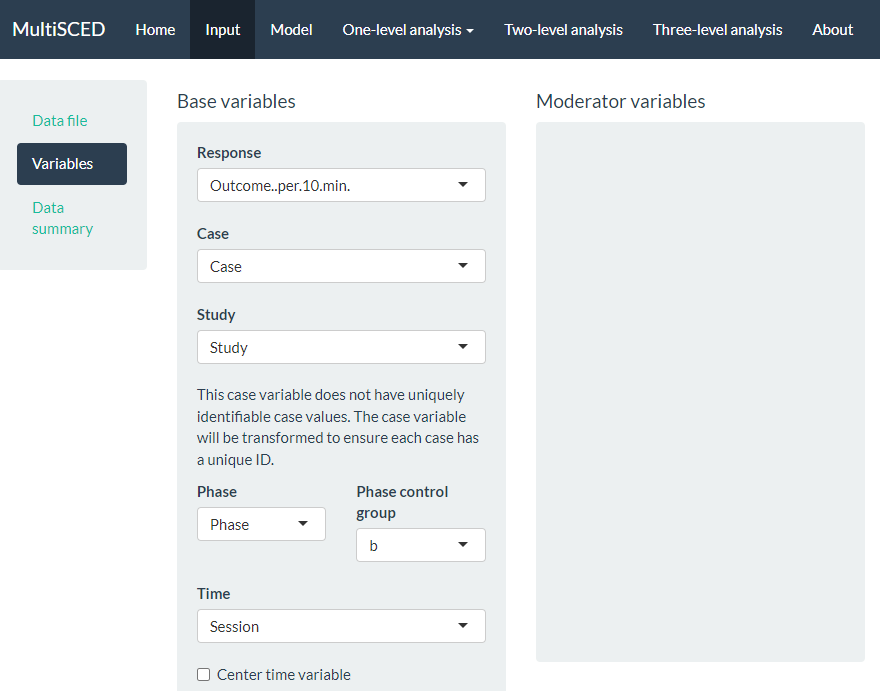 MultiSCED Home Input Model One-level analysis Two-level analysis Three-level analysis About
Data file
Variables
Data
summary
Base variables
Response
Outcome..per.10.min.
Case
Case
Study
Study
This case variable does not have uniquely
identifiable case values. The case variable
will be transformed to ensure each case has
a unique ID.
Phase
Phase
Phase control
group
b
Time
Session
Center time variable
Moderator variables